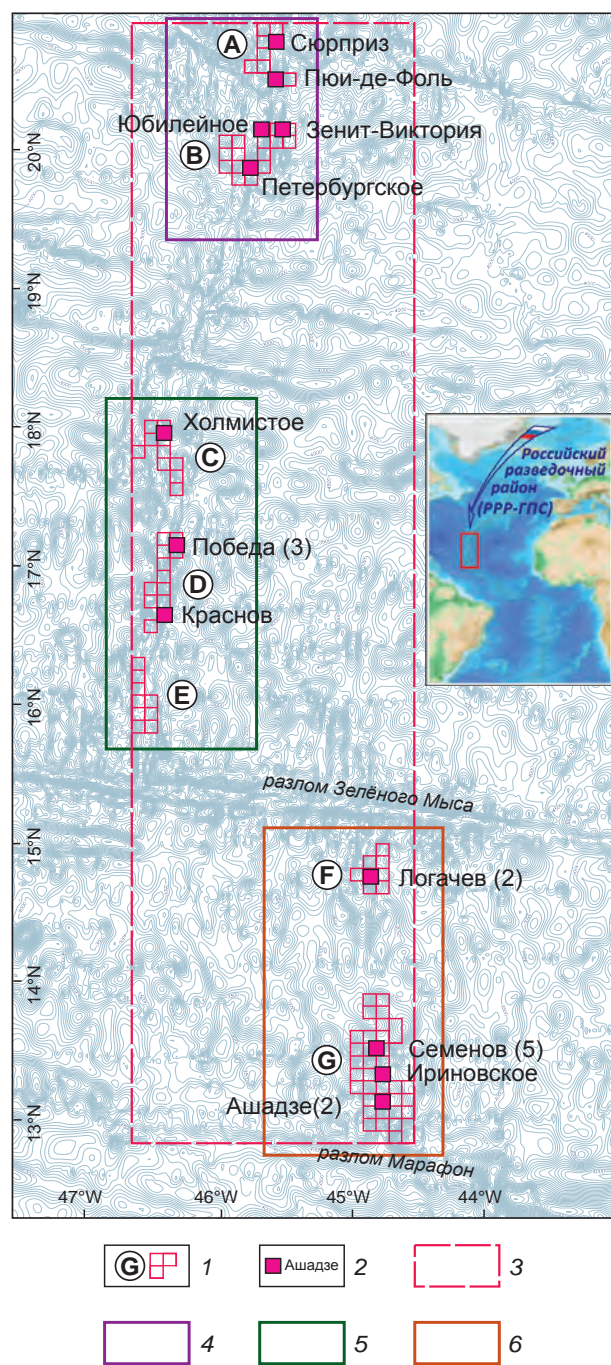 A
Сюрприз
Пюи-де-Фоль
Юбилейное
Зенит-Виктория
B
Петербургское
20°N
19°N
Холмистое
18°N
C
Российский
разведочный
район
(РРР-ГПС)
Победа (3)
17°N
D
Краснов
E
16°N
разлом Зелёного Мыса
15°N
F
Логачев (2)
14°N
Семенов (5)
G
Ириновское
Ашадзе(2)
13°N
разлом Марафон
47°W
46°W
45°W
44°W
G
1
Ашадзе
2
3
4
5
6